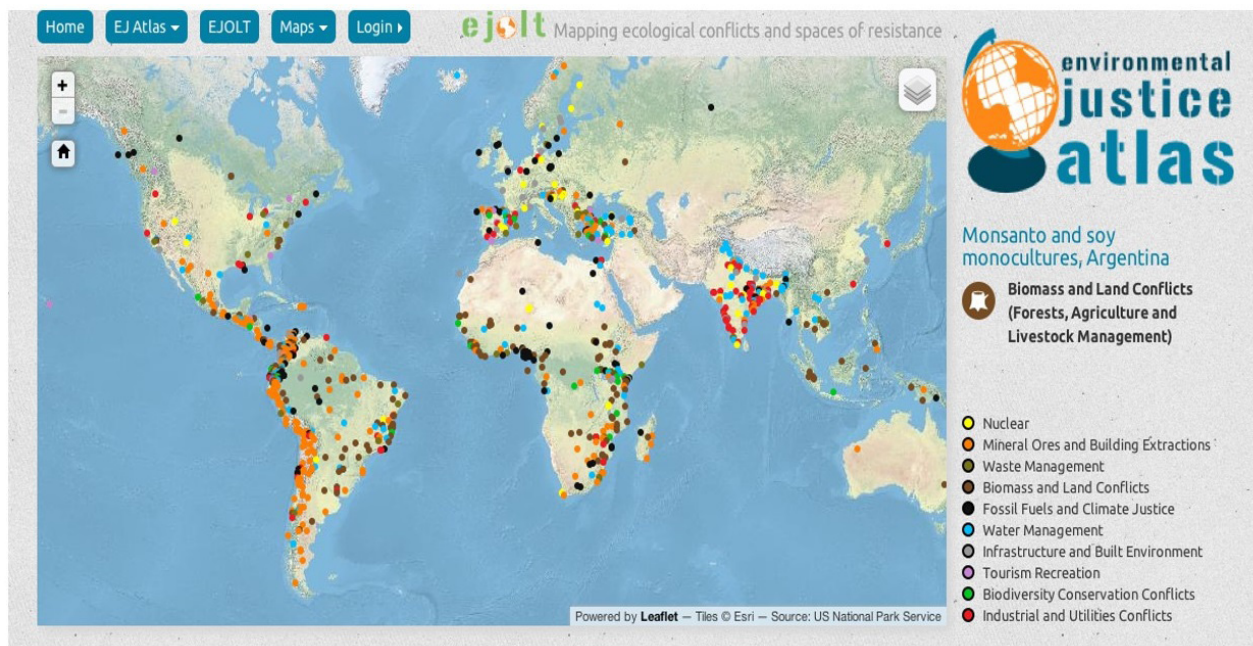 Home
EJ Atlas
EJOLT
Maps
Login
ejolt Mapping ecological conflicts and spaces of resistance
+
-
environmental
justice
atlas
Monsanto and soy
monocultures, Argentina
Biomass and Land Conflicts
(Forests, Agriculture and
Livestock Management)
Nuclear
Mineral Ores and Building Extractions
Waste Management
Biomass and Land Conflicts
Fossil Fuels and Climate Justice
Water Management
Infrastructure and Built Environment
Tourism Recreation
Biodiversity Conservation Conflicts
Industrial and Utilities Conflicts
Powered by Leaflet — Tiles © Esri — Source: US National Park Service